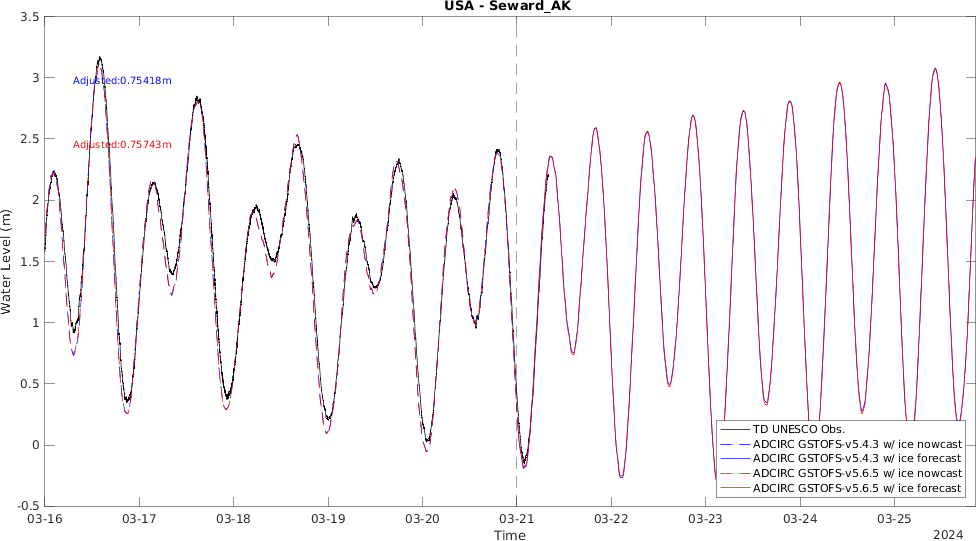 USA - Seward_AK
3.5
3
2.5
2
1.5
1
0.5
0
-0.5
Water Level (m)
Adjusted:0.75418m
Adjusted:0.75743m
TD UNESCO Obs.
ADCIRC GSTOFS-v5.4.3 w/ ice nowcast
ADCIRC GSTOFS-v5.4.3 w/ ice forecast
ADCIRC GSTOFS-v5.6.5 w/ ice nowcast
ADCIRC GSTOFS-v5.6.5 w/ ice forecast
03-16 03-17 03-18 03-19 03-20 03-21 03-22 03-23 03-24 03-25
Time
2024